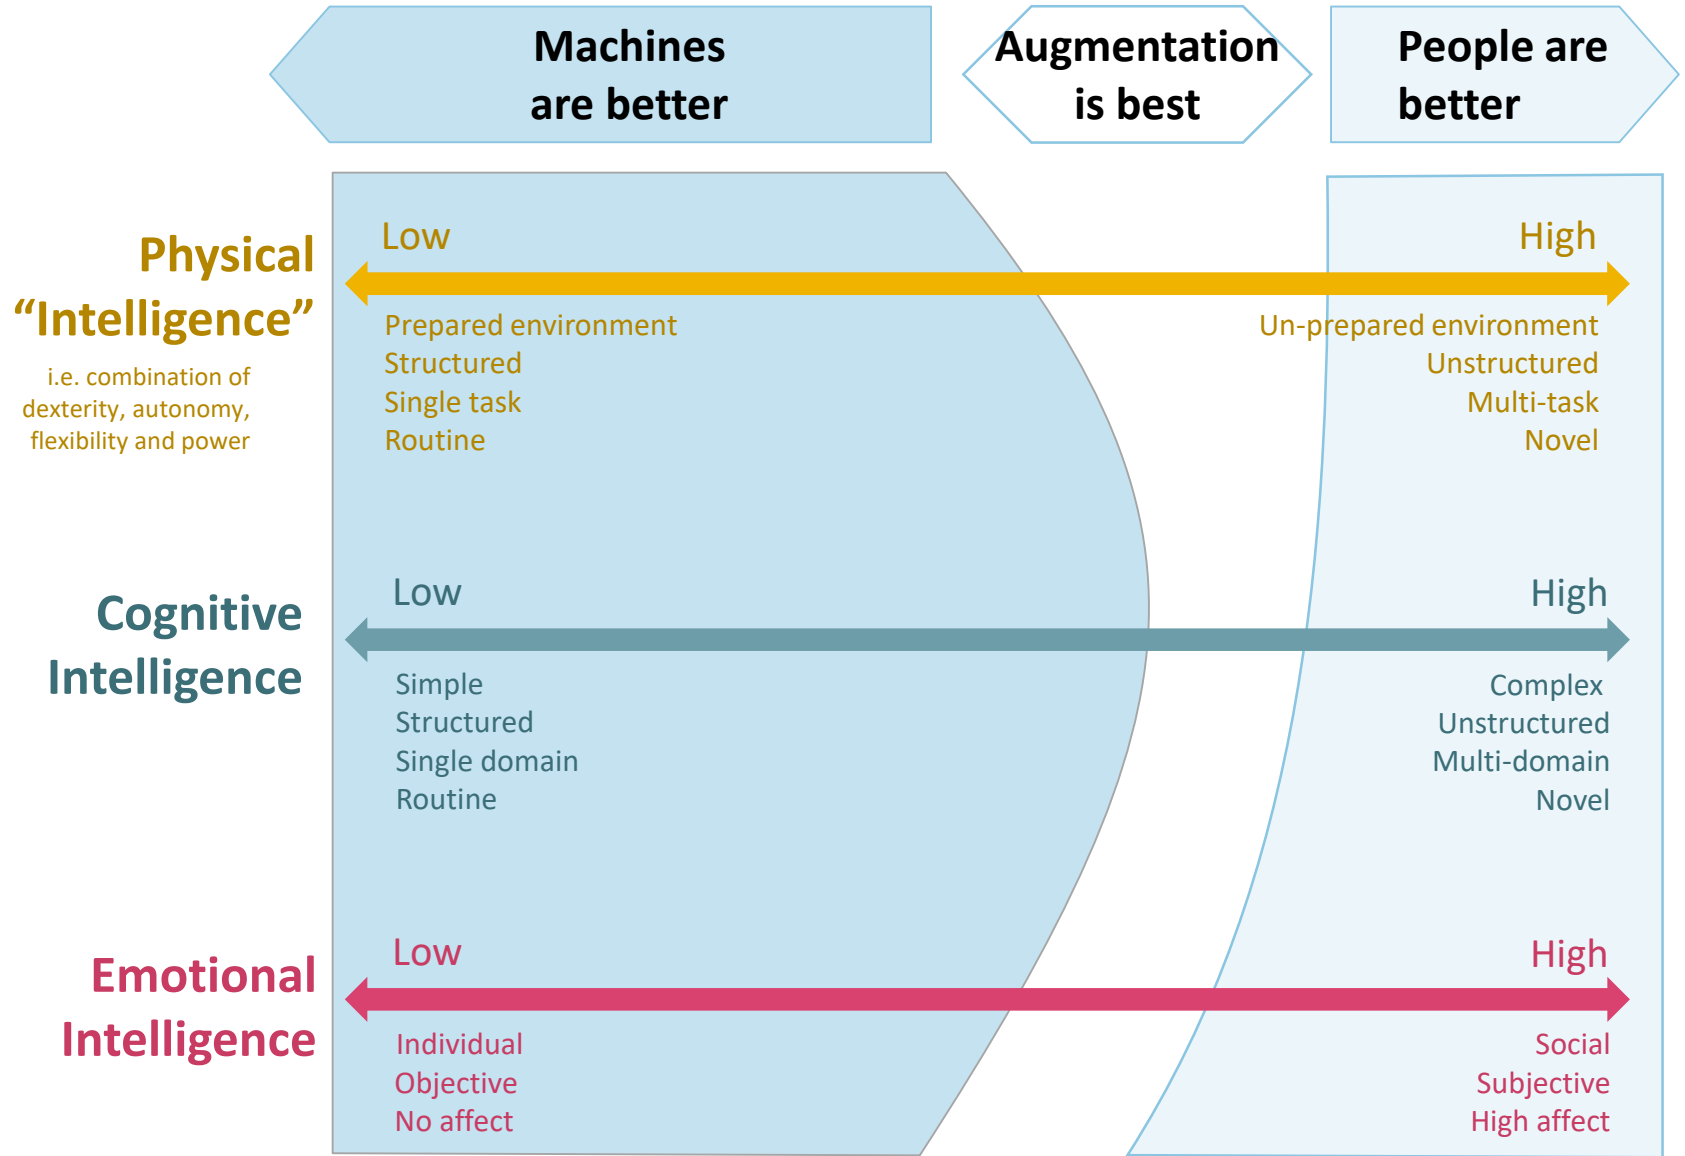 Machines
are better
Augmentation
is best
People are
better
Physical
“Intelligence”
i.e. combination of
dexterity, autonomy,
flexibility and power
Low
High
Prepared environment
Structured
Single task
Routine
Un-prepared environment
Unstructured
Multi-task
Novel
Cognitive
Intelligence
Low
High
Simple
Structured
Single domain
Routine
Complex
Unstructured
Multi-domain
Novel
Emotional
Intelligence
Low
High
Individual
Objective
No affect
Social
Subjective
High affect